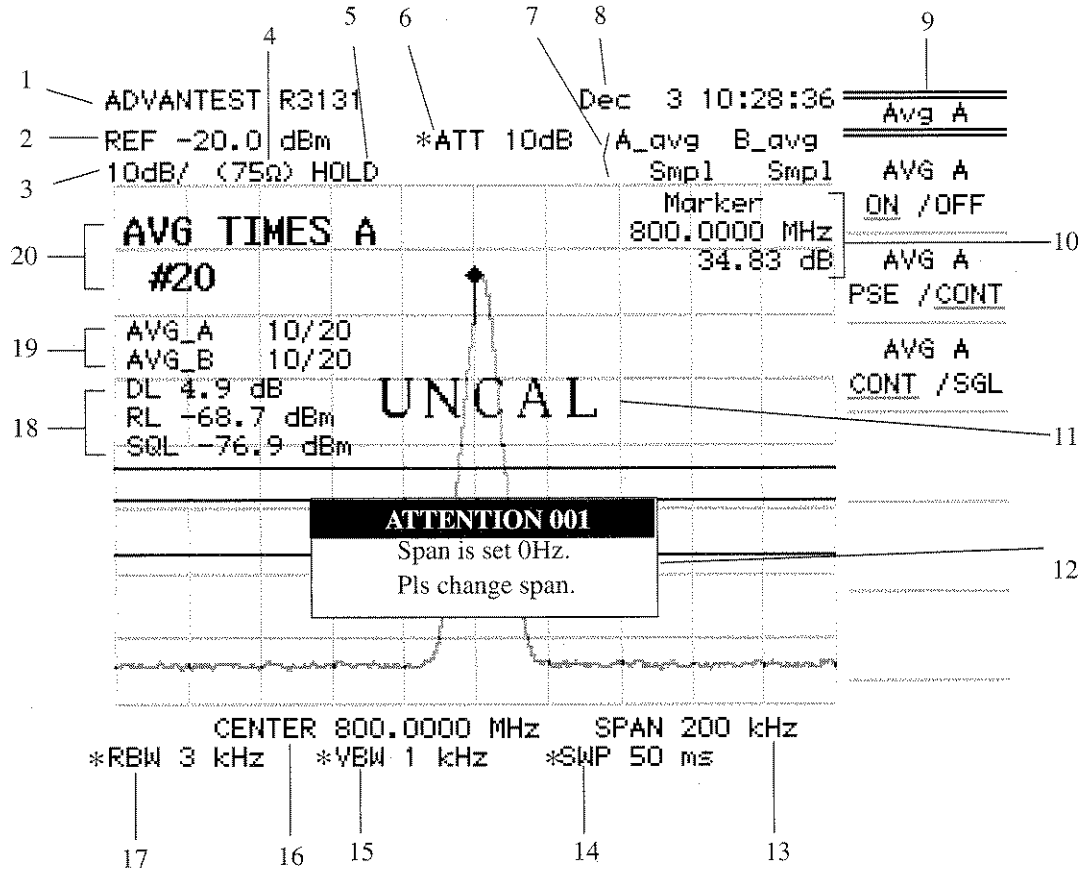 4 5 6 7 8 9
1 ADVANTEST R3131 Dec 3 10:28:36 Avg A
2 REF -20.0 dBm *ATT 10dB A_avg B_avg
3 10dB/ (75Ω) HOLD Smpl Smpl AVG A
ON /OFF
Marker
800.0000 MHz
34.83 dB
10
20 AVG TIMES A
#20
AVG A
PSE /CONT
19 AVG_A 10/20
AVG_B 10/20
AVG A
CONT /SGL
18 DL 4.9 dB
RL -68.7 dBm
SQL -76.9 dBm
UNCAL
11
ATTENTION 001
Span is set 0Hz.
Pls change span.
12
CENTER 800.0000 MHz SPAN 200 kHz
*RBW 3 kHz *VBW 1 kHz *SWP 50 ms
17 16 15 14 13